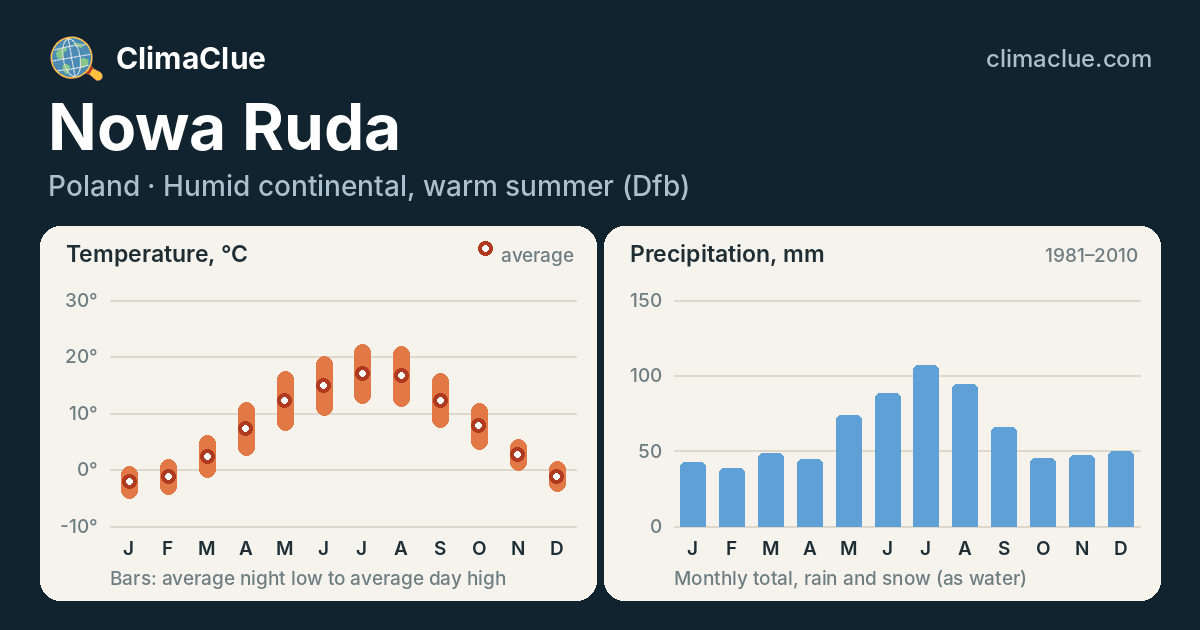 ClimaClue
climaclue.com
Nowa Ruda
Poland · Humid continental, warm summer (Dfb)
Temperature, °C
average
30°
20°
10°
0°
-10°
J F M A M J J A S O N D
Bars: average night low to average day high
Precipitation, mm
1981–2010
150
100
50
0
J F M A M J J A S O N D
Monthly total, rain and snow (as water)